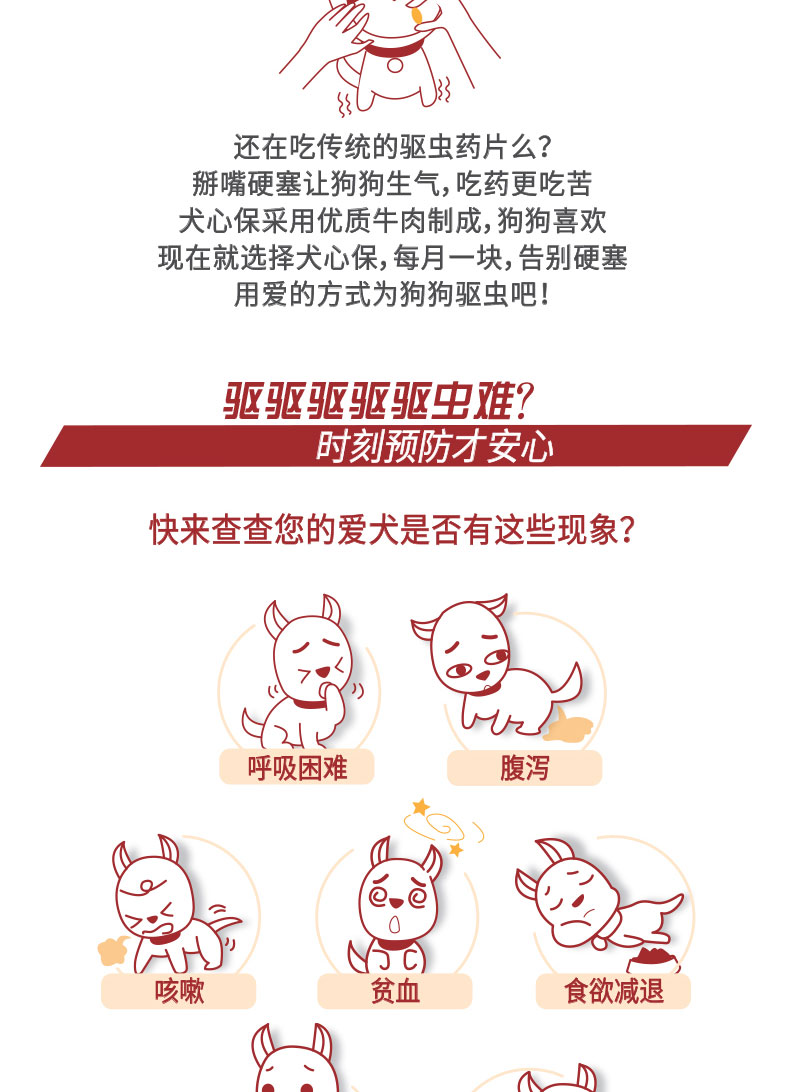 还在吃传统的驱虫药片么？
掰嘴硬塞让狗狗生气，吃药更吃苦
犬心保采用优质牛肉制成，狗狗喜欢
现在就选择犬心保，每月一块，告别硬塞
用爱的方式为狗狗驱虫吧！
驱驱驱驱驱虫难？
时刻预防才安心
快来查查您的爱犬是否有这些现象？
呼吸困难
腹泻
咳嗽
贫血
食欲减退